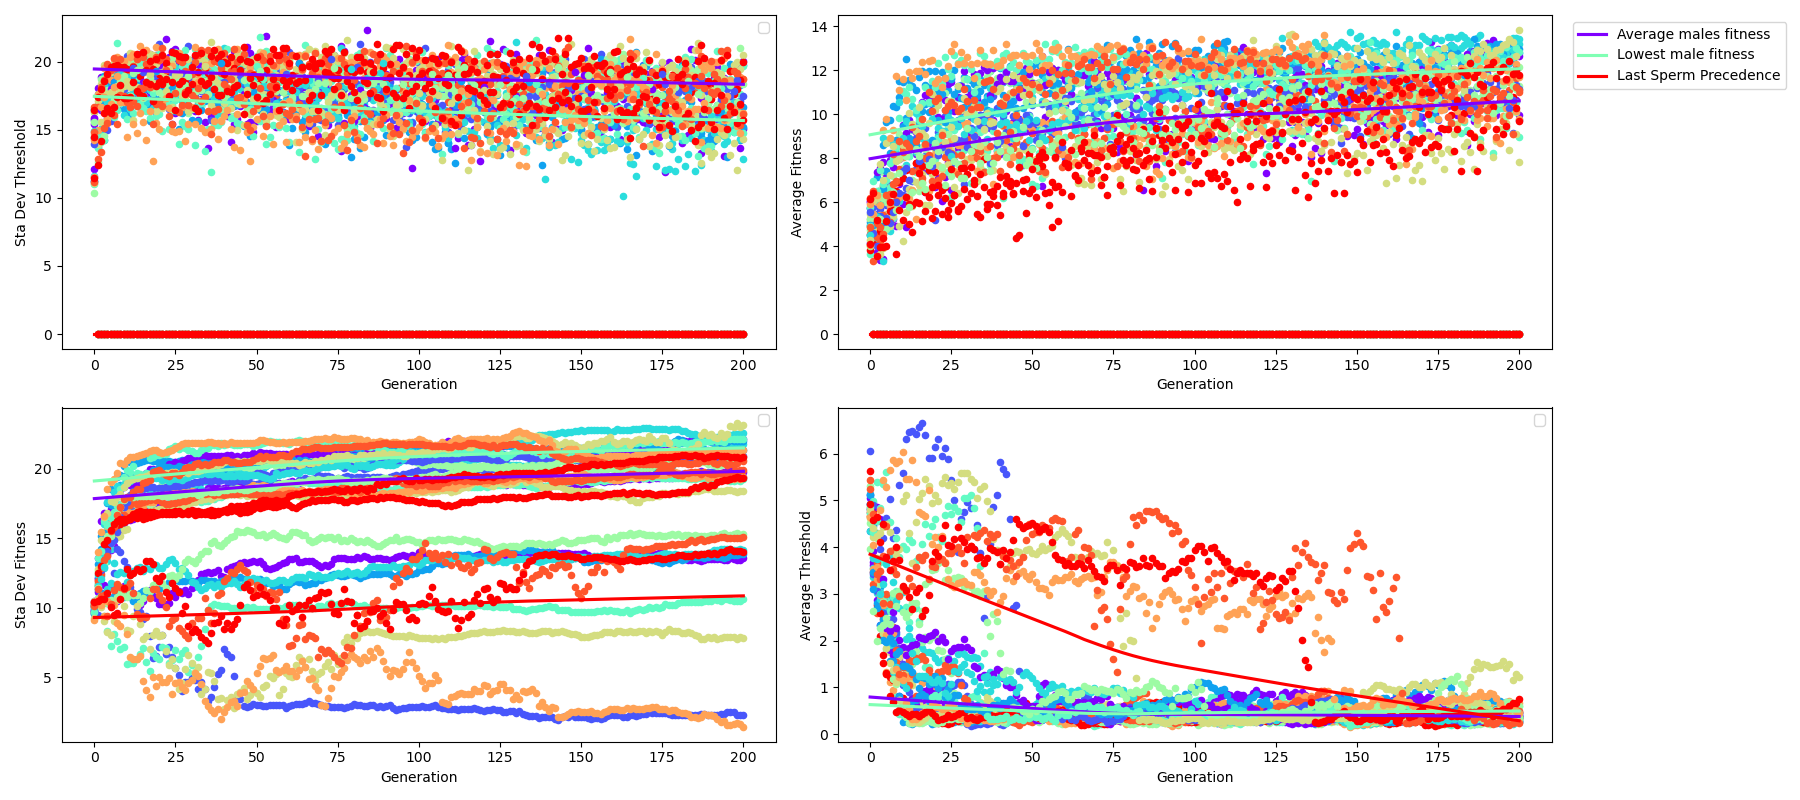 Sta Dev Threshold
20
15
10
5
0
0 25 50 75 100 125 150 175 200
Generation
Average Fitness
14
12
10
8
6
4
2
0
0 25 50 75 100 125 150 175 200
Generation
Average males fitness
Lowest male fitness
Last Sperm Precedence
Sta Dev Fitness
20
15
10
5
0 25 50 75 100 125 150 175 200
Generation
Average Threshold
6
5
4
3
2
1
0
0 25 50 75 100 125 150 175 200
Generation